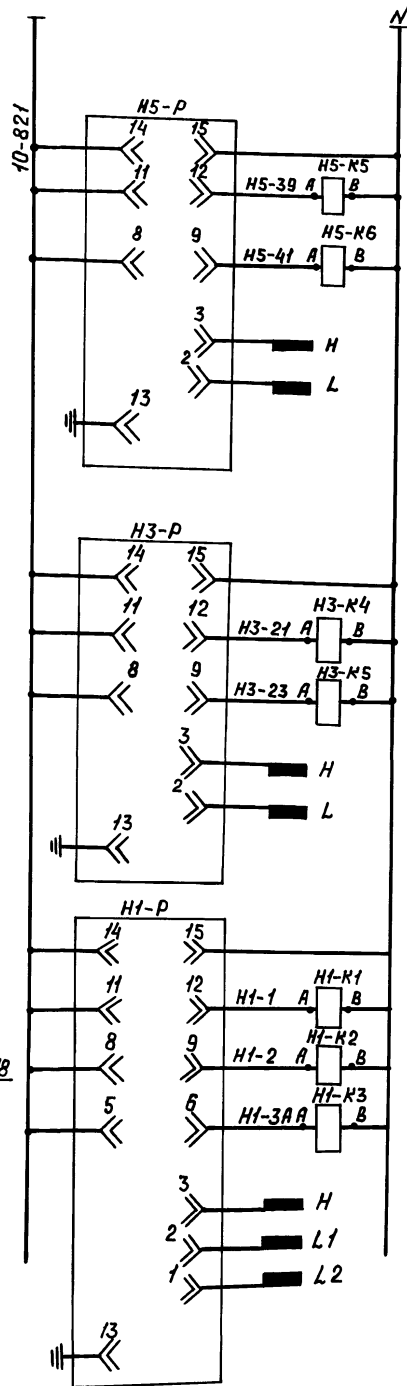 N
10-821
H5-P
14 15
11 12 H5-39 A H5-K5 B
8 9 H5-41 A H5-K6 B
3 H
2 L
13
H3-P
14 15
11 12 H3-21 A H3-K4 B
8 9 H3-23 A H3-K5 B
3 H
2 L
13
H1-P
14 15
11 12 H1-1 A H1-K1 B
8 9 H1-2 A H1-K2 B
5 6 H1-3A A H1-K3 B
3 H
2 L1
1 L2
13